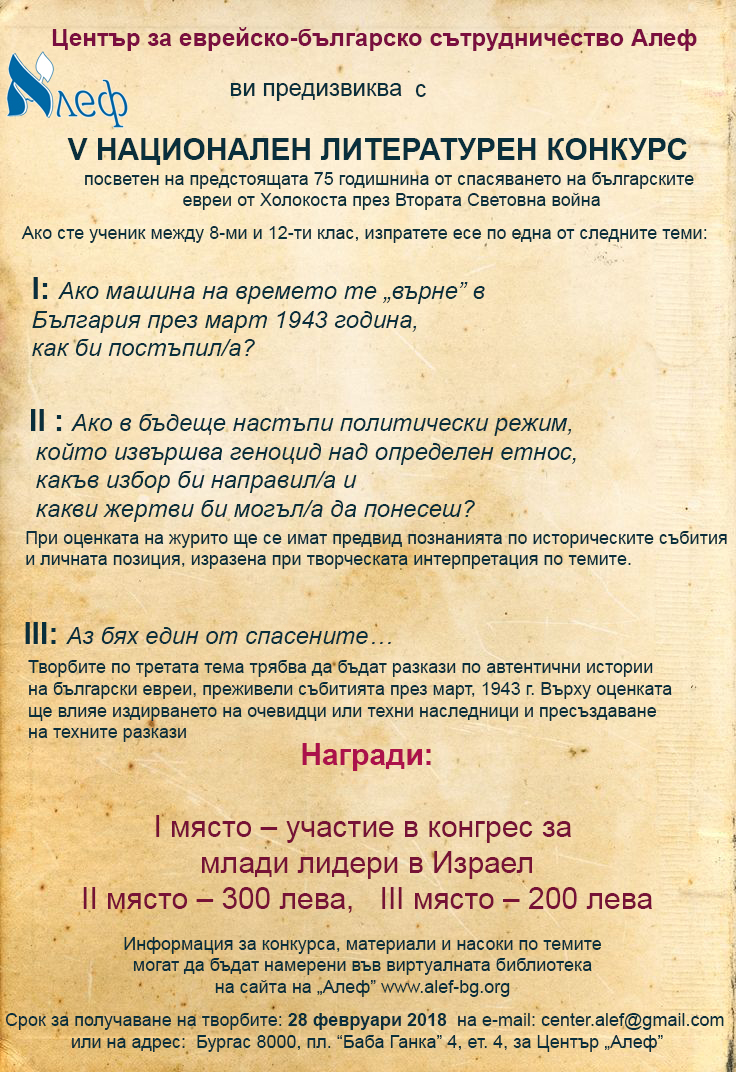 Център за еврейско-българско сътрудничество Алеф
Алеф
ви предизвиква с
V НАЦИОНАЛЕН ЛИТЕРАТУРЕН КОНКУРС
посветен на предстоящата 75 годишнина от спасяването на българските
евреи от Холокоста през Втората Световна война
Ако сте ученик между 8-ми и 12-ти клас, изпратете есе по една от следните теми:
I: Ако машина на времето те „върне” в
България през март 1943 година,
как би постъпил/а?
II : Ако в бъдеще настъпи политически режим,
който извършва геноцид над определен етнос,
какъв избор би направил/а и
какви жертви би могъл/а да понесеш?
При оценката на журито ще се имат предвид познанията по историческите събития
и личната позиция, изразена при творческата интерпретация по темите.
III: Аз бях един от спасените…
Творбите по третата тема трябва да бъдат разкази по автентични истории
на български евреи, преживели събитията през март, 1943 г. Върху оценката
ще влияе издирването на очевидци или техни наследници и пресъздаване
на техните разкази
Награди:
I място – участие в конгрес за
млади лидери в Израел
II място – 300 лева, III място – 200 лева
Информация за конкурса, материали и насоки по темите
могат да бъдат намерени във виртуалната библиотека
на сайта на „Алеф” www.alef-bg.org
Срок за получаване на творбите: 28 февруари 2018 на e-mail: center.alef@gmail.com
или на адрес: Бургас 8000, пл. “Баба Ганка” 4, ет. 4, за Център „Алеф”